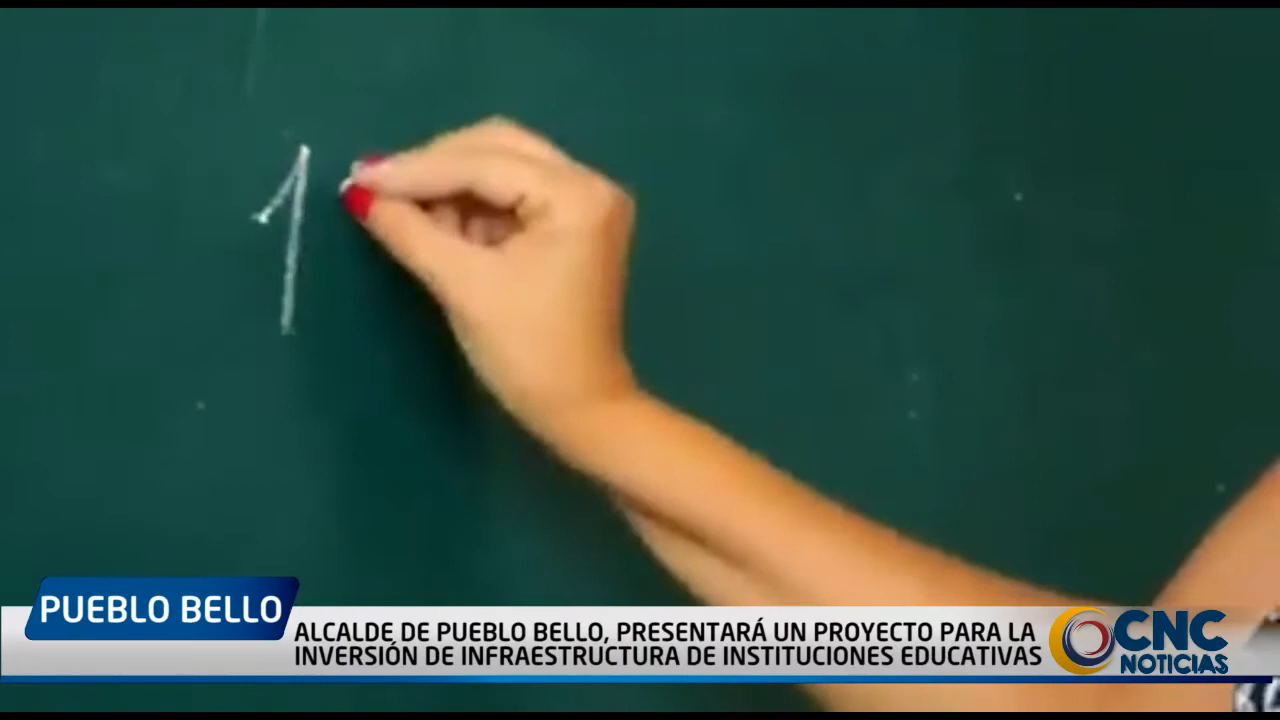 1
PUEBLO BELLO
ALCALDE DE PUEBLO BELLO, PRESENTARÁ UN PROYECTO PARA LA
INVERSIÓN DE INFRAESTRUCTURA DE INSTITUCIONES EDUCATIVAS
CNC
NOTICIAS